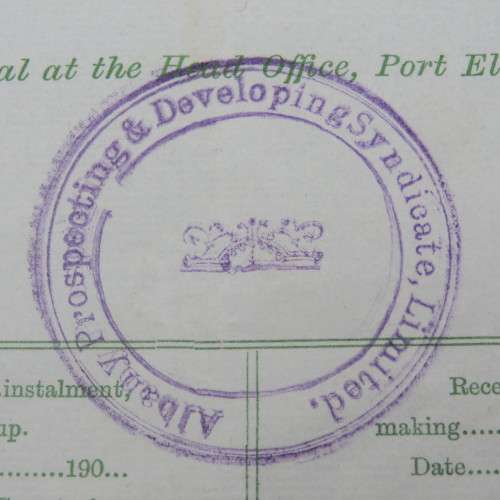 al at the Head Office, Port El
Albany Prospecting & Developing Syndicate, Limited.
instalment,
up.
190...
Rece
making.....
Date.....